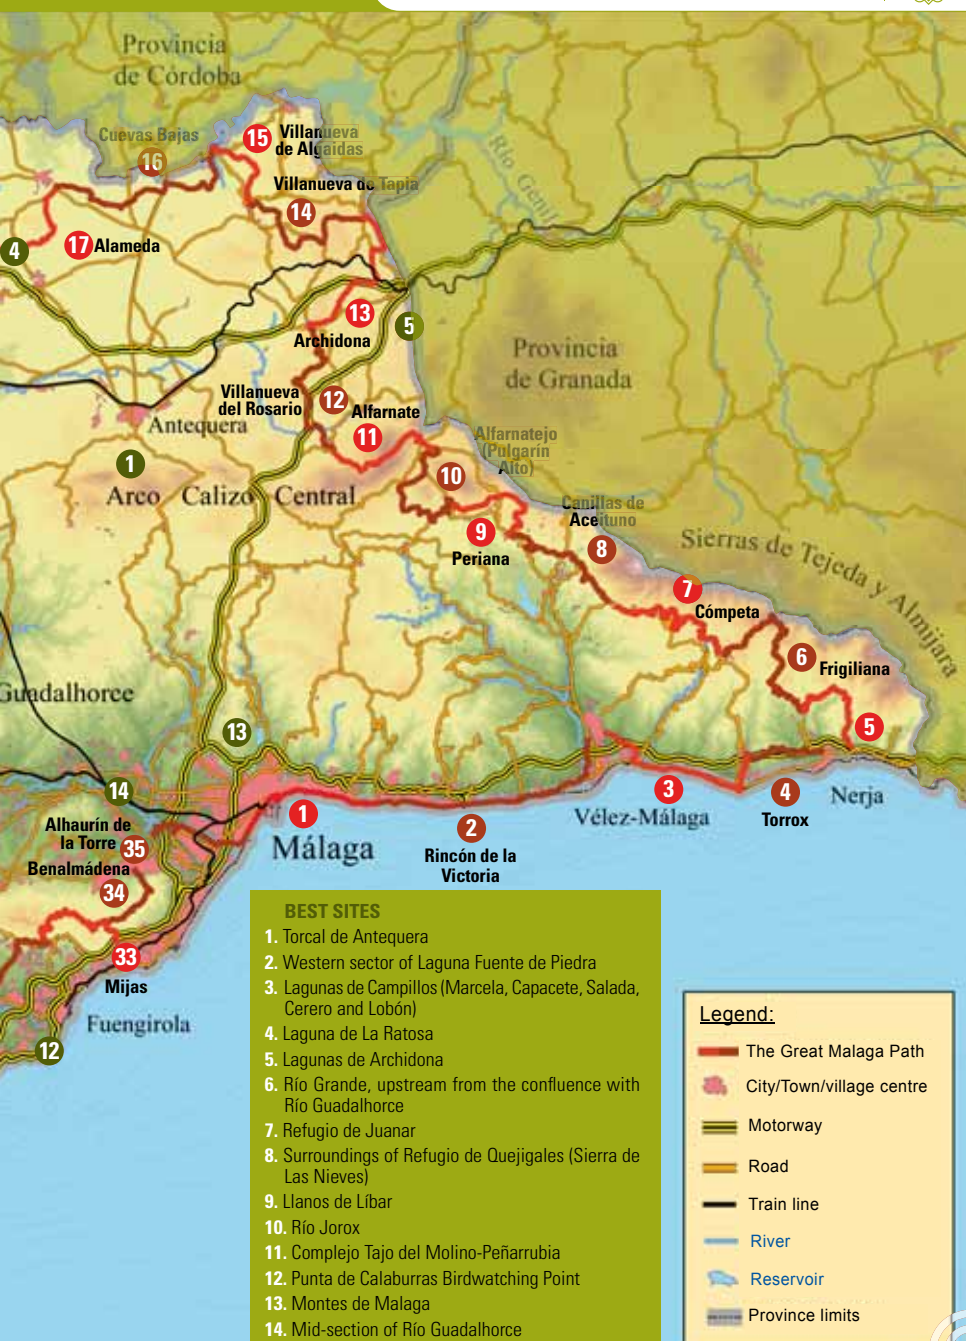 Provincia
de Córdoba
Cuevas Bajas
16
15
Villanueva
de Algaidas
Río Genil
Villanueva de Tapia
14
4
17
Alameda
13
Archidona
5
Provincia
de Granada
Villanueva
del Rosario
12
Alfarnate
11
Antequera
Alfarnatejo
(Pulgarín
Alto)
1
10
Arco Calizo Central
Canillas de
Aceituno
9
Periana
8
Sierras de Tejeda y Almijara
7
Cómpeta
6
Frigiliana
Guadalhorce
5
13
14
3
4
Nerja
1
Vélez-Málaga
Torrox
Alhaurín de
la Torre
35
2
Málaga
Rincón de la
Victoria
Benalmádena
34
33
Mijas
Fuengirola
12
BEST SITES
1. Torcal de Antequera
2. Western sector of Laguna Fuente de Piedra
3. Lagunas de Campillos (Marcela, Capacete, Salada,
Cerero and Lobón)
4. Laguna de La Ratosa
5. Lagunas de Archidona
6. Río Grande, upstream from the confluence with
Río Guadalhorce
7. Refugio de Juanar
8. Surroundings of Refugio de Quejigales (Sierra de
Las Nieves)
9. Llanos de Líbar
10. Río Jorox
11. Complejo Tajo del Molino-Peñarrubia
12. Punta de Calaburras Birdwatching Point
13. Montes de Malaga
14. Mid-section of Río Guadalhorce
Legend:
The Great Malaga Path
City/Town/village centre
Motorway
Road
Train line
River
Reservoir
Province limits